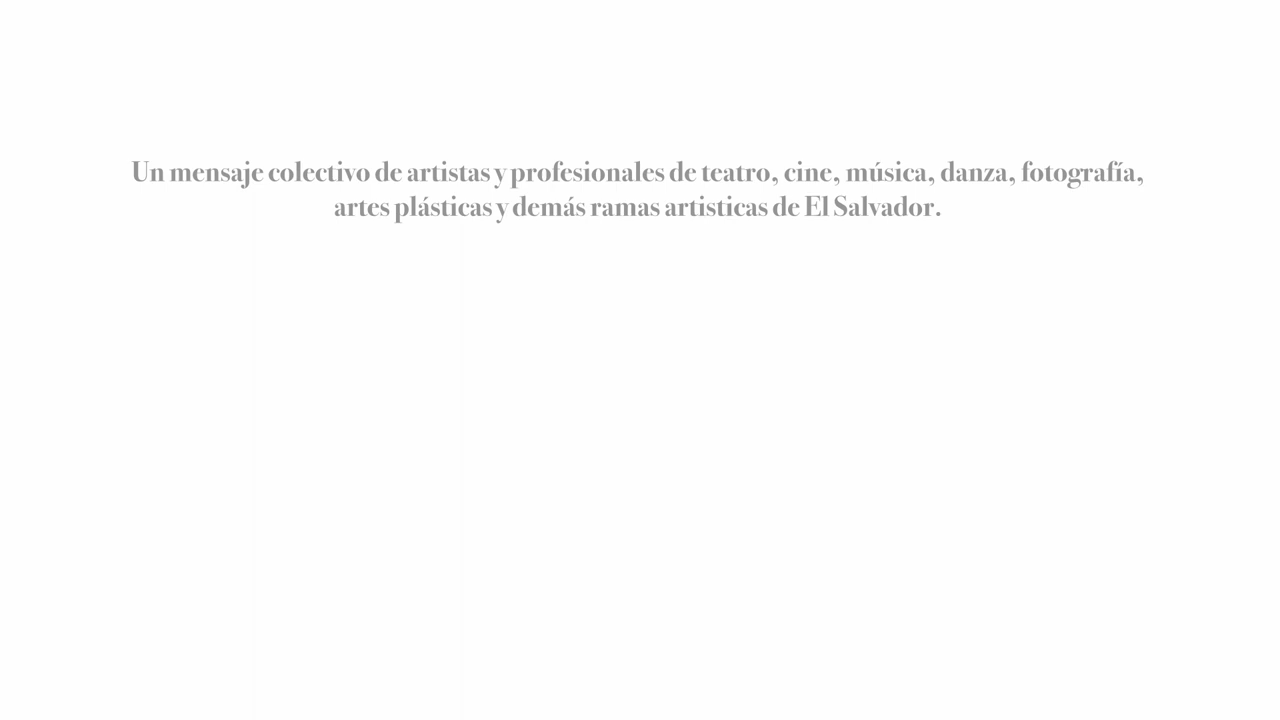 Un mensaje colectivo de artistas y profesionales de teatro, cine, música, danza, fotografía,
artes plásticas y demás ramas artisticas de El Salvador.